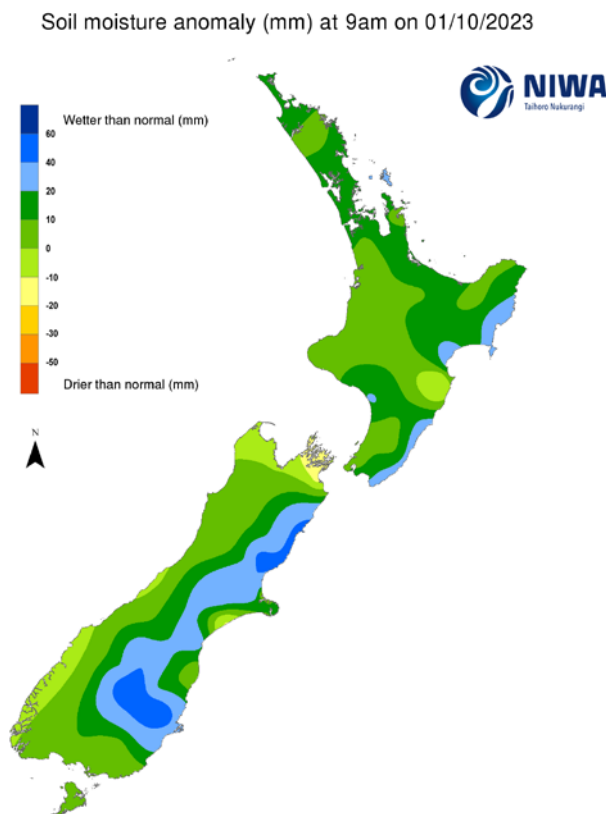 Soil moisture anomaly (mm) at 9am on 01/10/2023
NIWA
Taihoro Nukurangi
Wetter than normal (mm)
60
40
20
10
0
-10
-30
-50
Drier than normal (mm)
N